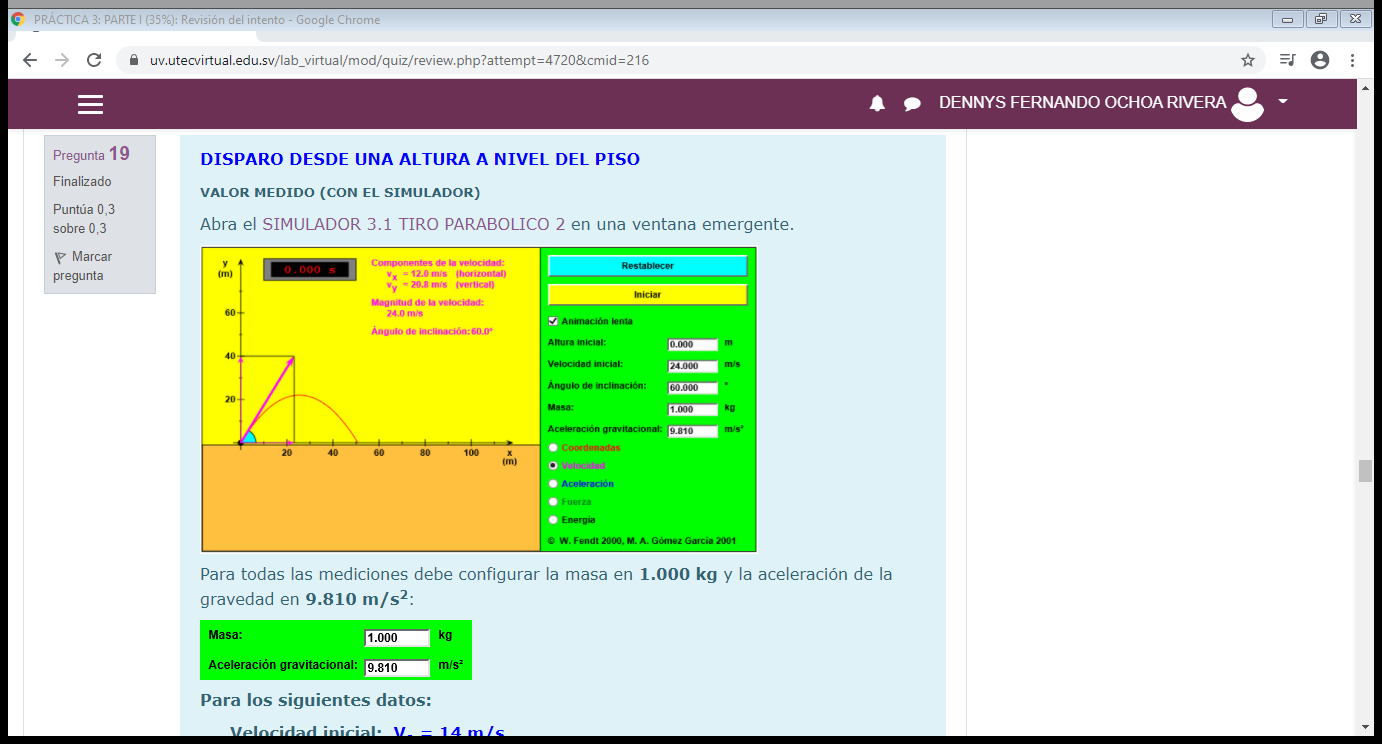 PRÁCTICA 3: PARTE I (35%): Revisión del intento - Google Chrome
uv.utecvirtual.edu.sv/lab_virtual/mod/quiz/review.php?attempt=4720&cmid=216
DENNYS FERNANDO OCHOA RIVERA
Pregunta 19
Finalizado
Puntúa 0,3
sobre 0,3
Marcar
pregunta
DISPARO DESDE UNA ALTURA A NIVEL DEL PISO
VALOR MEDIDO (CON EL SIMULADOR)
Abra el SIMULADOR 3.1 TIRO PARABOLICO 2 en una ventana emergente.
y
(m)
60
40
20
20 40 60 80 100 x
(m)
0.000 s
Componentes de la velocidad:
vx = 12.0 m/s (horizontal)
vy = 20.8 m/s (vertical)
Magnitud de la velocidad:
24.0 m/s
Ángulo de inclinación: 60.0°
Restablecer
Iniciar
Animación lenta
Altura inicial: 0.000 m
Velocidad inicial: 24.000 m/s
Ángulo de inclinación: 60.000 °
Masa: 1.000 kg
Aceleración gravitacional: 9.810 m/s²
Coordenadas
Velocidad
Aceleración
Fuerza
Energía
© W. Fendt 2000, M. A. Gómez García 2001
Para todas las mediciones debe configurar la masa en 1.000 kg y la aceleración de la
gravedad en 9.810 m/s²:
Masa: 1.000 kg
Aceleración gravitacional: 9.810 m/s²
Para los siguientes datos:
Velocidad inicial: V₀ = 14 m/s